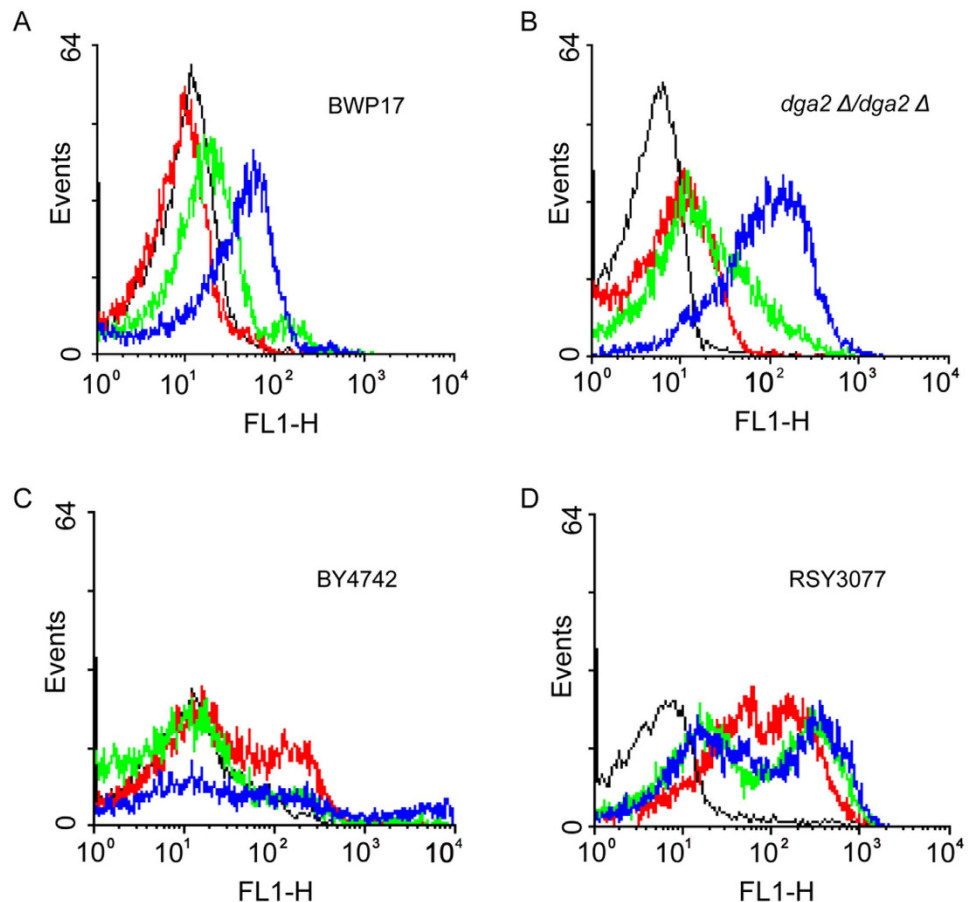 A
64
BWP17
Events
0
10⁰ 10¹ 10² 10³ 10⁴
FL1-H
B
64
dga2 Δ/dga2 Δ
Events
0
10⁰ 10¹ 10² 10³ 10⁴
FL1-H
C
64
BY4742
Events
0
10⁰ 10¹ 10² 10³ 10⁴
FL1-H
D
64
RSY3077
Events
0
10⁰ 10¹ 10² 10³ 10⁴
FL1-H